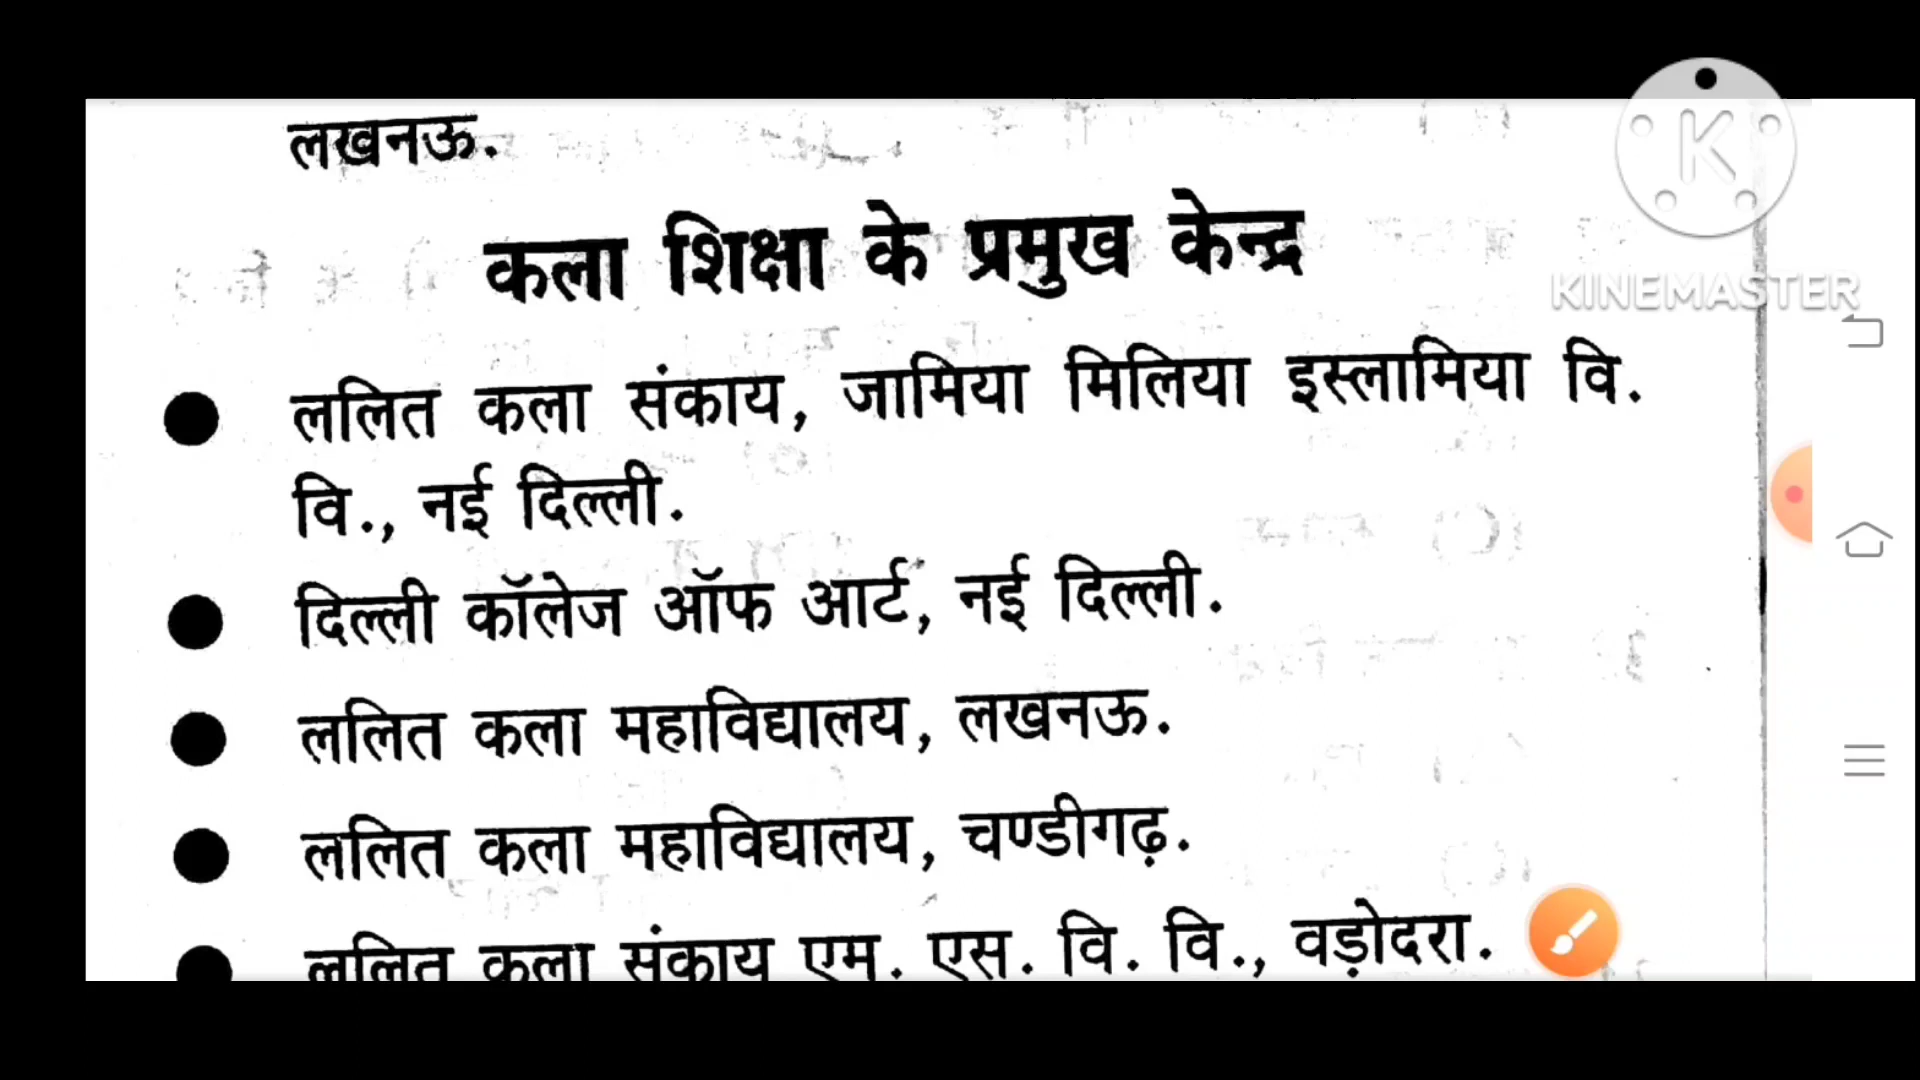 लखनऊ.
कला शिक्षा के प्रमुख केन्द्र
KINEMASTER
● ललित कला संकाय, जामिया मिलिया इस्लामिया वि.
वि., नई दिल्ली.
● दिल्ली कॉलेज ऑफ आर्ट, नई दिल्ली.
● ललित कला महाविद्यालय, लखनऊ.
● ललित कला महाविद्यालय, चण्डीगढ़.
● ललित कला संकाय एम. एस. वि. वि., वड़ोदरा.